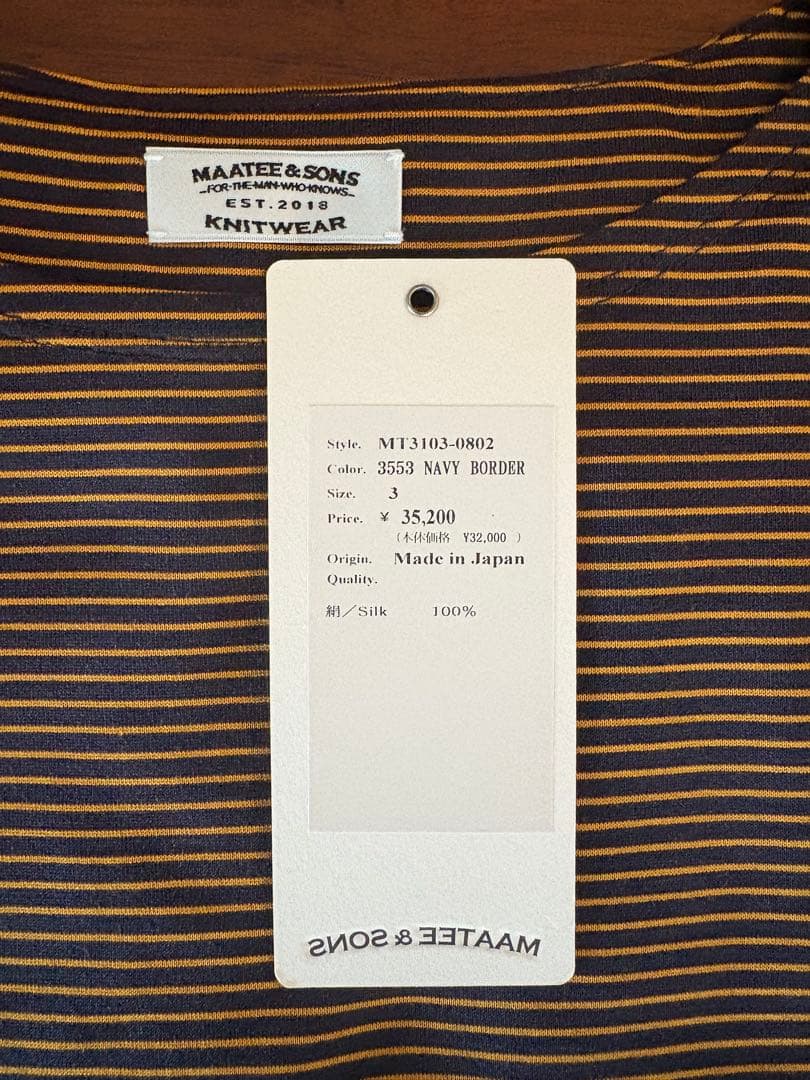 MAATEE & SONS
-FOR-THE-MAN-WHO-KNOWS-
EST. 2018
KNITWEAR
Style. MT3103-0802
Color. 3553 NAVY BORDER
Size. 3
Price. ¥ 35,200
(本体価格 ¥32,000 )
Origin. Made in Japan
Quality.
絹/Silk 100%
MAATEE & SONS